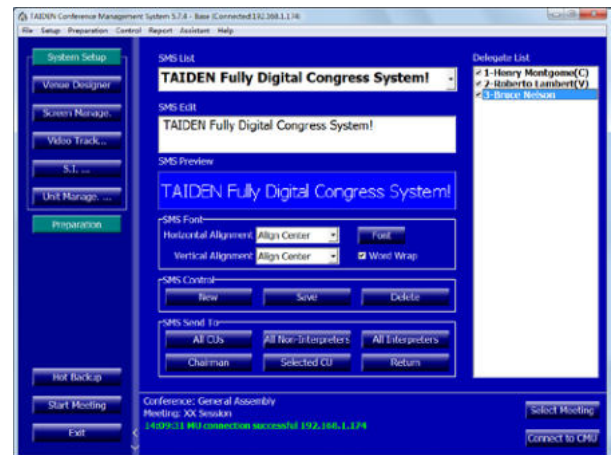 TAIDEN Conference Management System 5.7.0 - Base (Connected:192.168.1.174)
File Setup Preparation Control Report Assistant Help
System Setup
Venue Designer
Screen Manage.
Video Track...
S.I. ...
Unit Manage. ...
Preparation
Hot Backup
Start Meeting
Exit
SMS List
TAIDEN Fully Digital Congress System!
SMS Edit
TAIDEN Fully Digital Congress System!
SMS Preview
TAIDEN Fully Digital Congress System!
SMS Font
Horizontal Alignment Align Center Font
Vertical Alignment Align Center Word Wrap
SMS Control
New Save Delete
SMS Send To
All CUs All Non-Interpreters All Interpreters
Chairman Selected CU Return
Delegate List
1-Henry Montgome(C)
2-Roberto Lambert(V)
3-Bruce Nelson
Conference: General Assembly
Meeting: XX Session
14:09:31 MU connection successful 192.168.1.174
Select Meeting
Connect to CMU